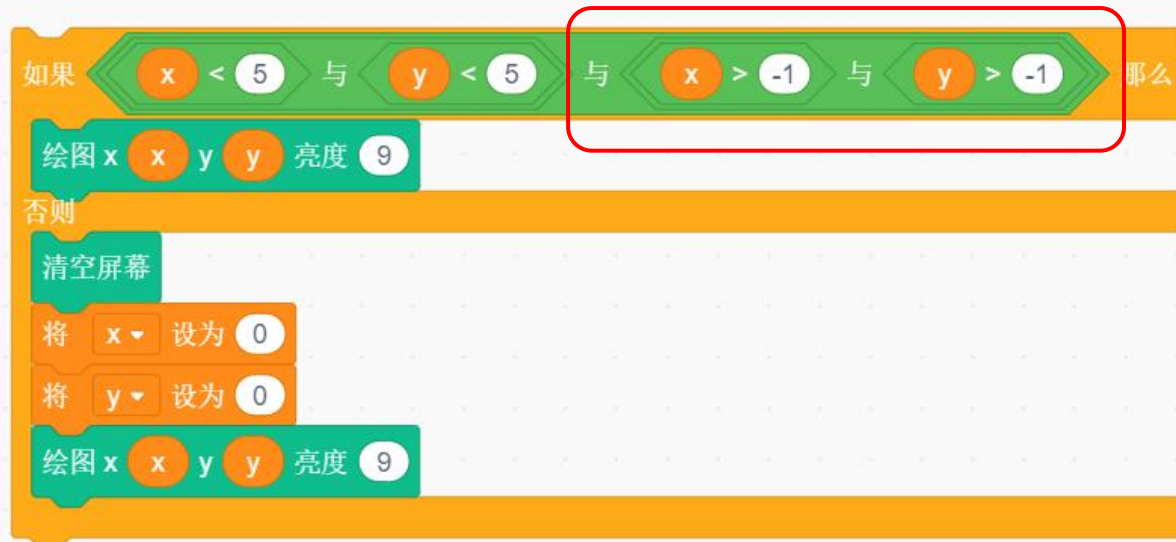 如果 x < 5 与 y < 5 与 x > -1 与 y > -1 那么
绘图 x x y y 亮度 9
否则
清空屏幕
将 x 设为 0
将 y 设为 0
绘图 x x y y 亮度 9